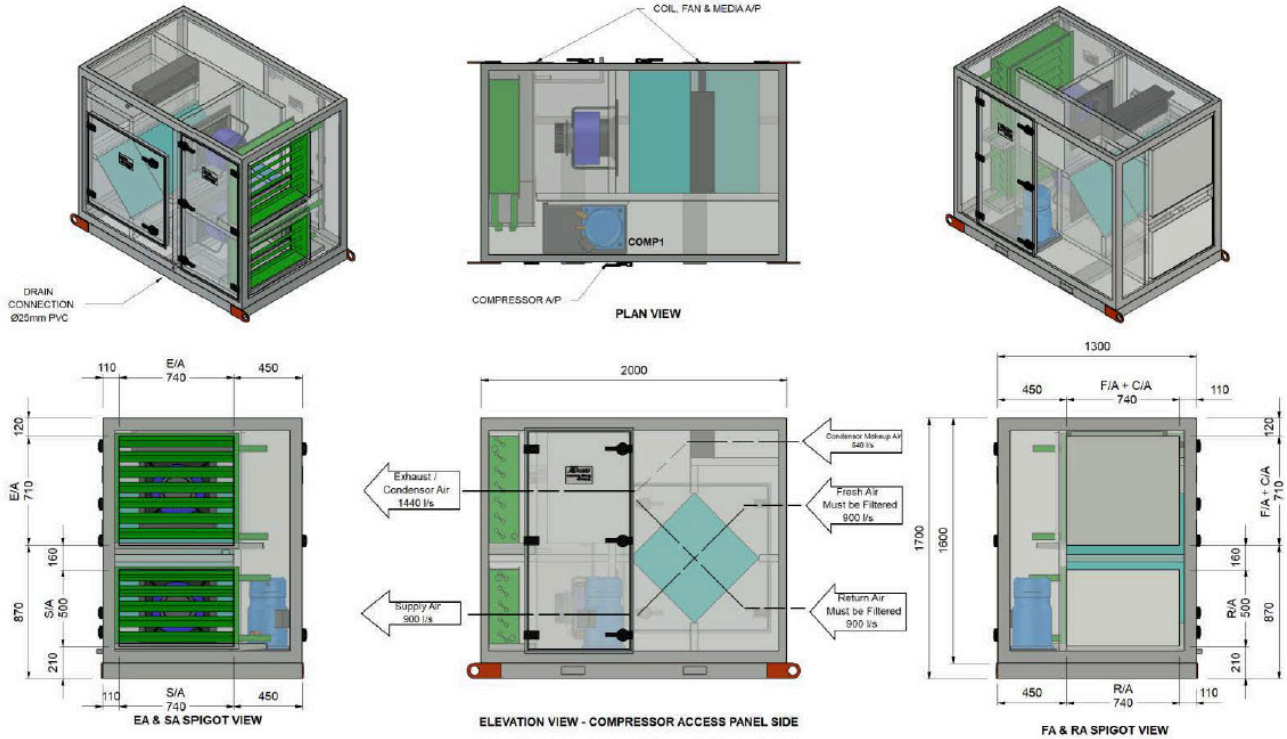 COIL, FAN & MEDIA A/P
COMP1
COMPRESSOR A/P
PLAN VIEW
DRAIN
CONNECTION
Ø25mm PVC
110
E/A
740
450
120
E/A
710
160
S/A
500
870
210
110
S/A
740
450
EA & SA SPIGOT VIEW
2000
Condensor Makeup Air
540 l/s
Exhaust /
Condensor Air
1440 l/s
Fresh Air
Must be Filtered
900 l/s
Supply Air
900 l/s
Return Air
Must be Filtered
900 l/s
ELEVATION VIEW - COMPRESSOR ACCESS PANEL SIDE
1300
450
F/A + C/A
740
110
1700
1600
120
F/A + C/A
710
160
R/A
500
870
210
450
R/A
740
110
FA & RA SPIGOT VIEW